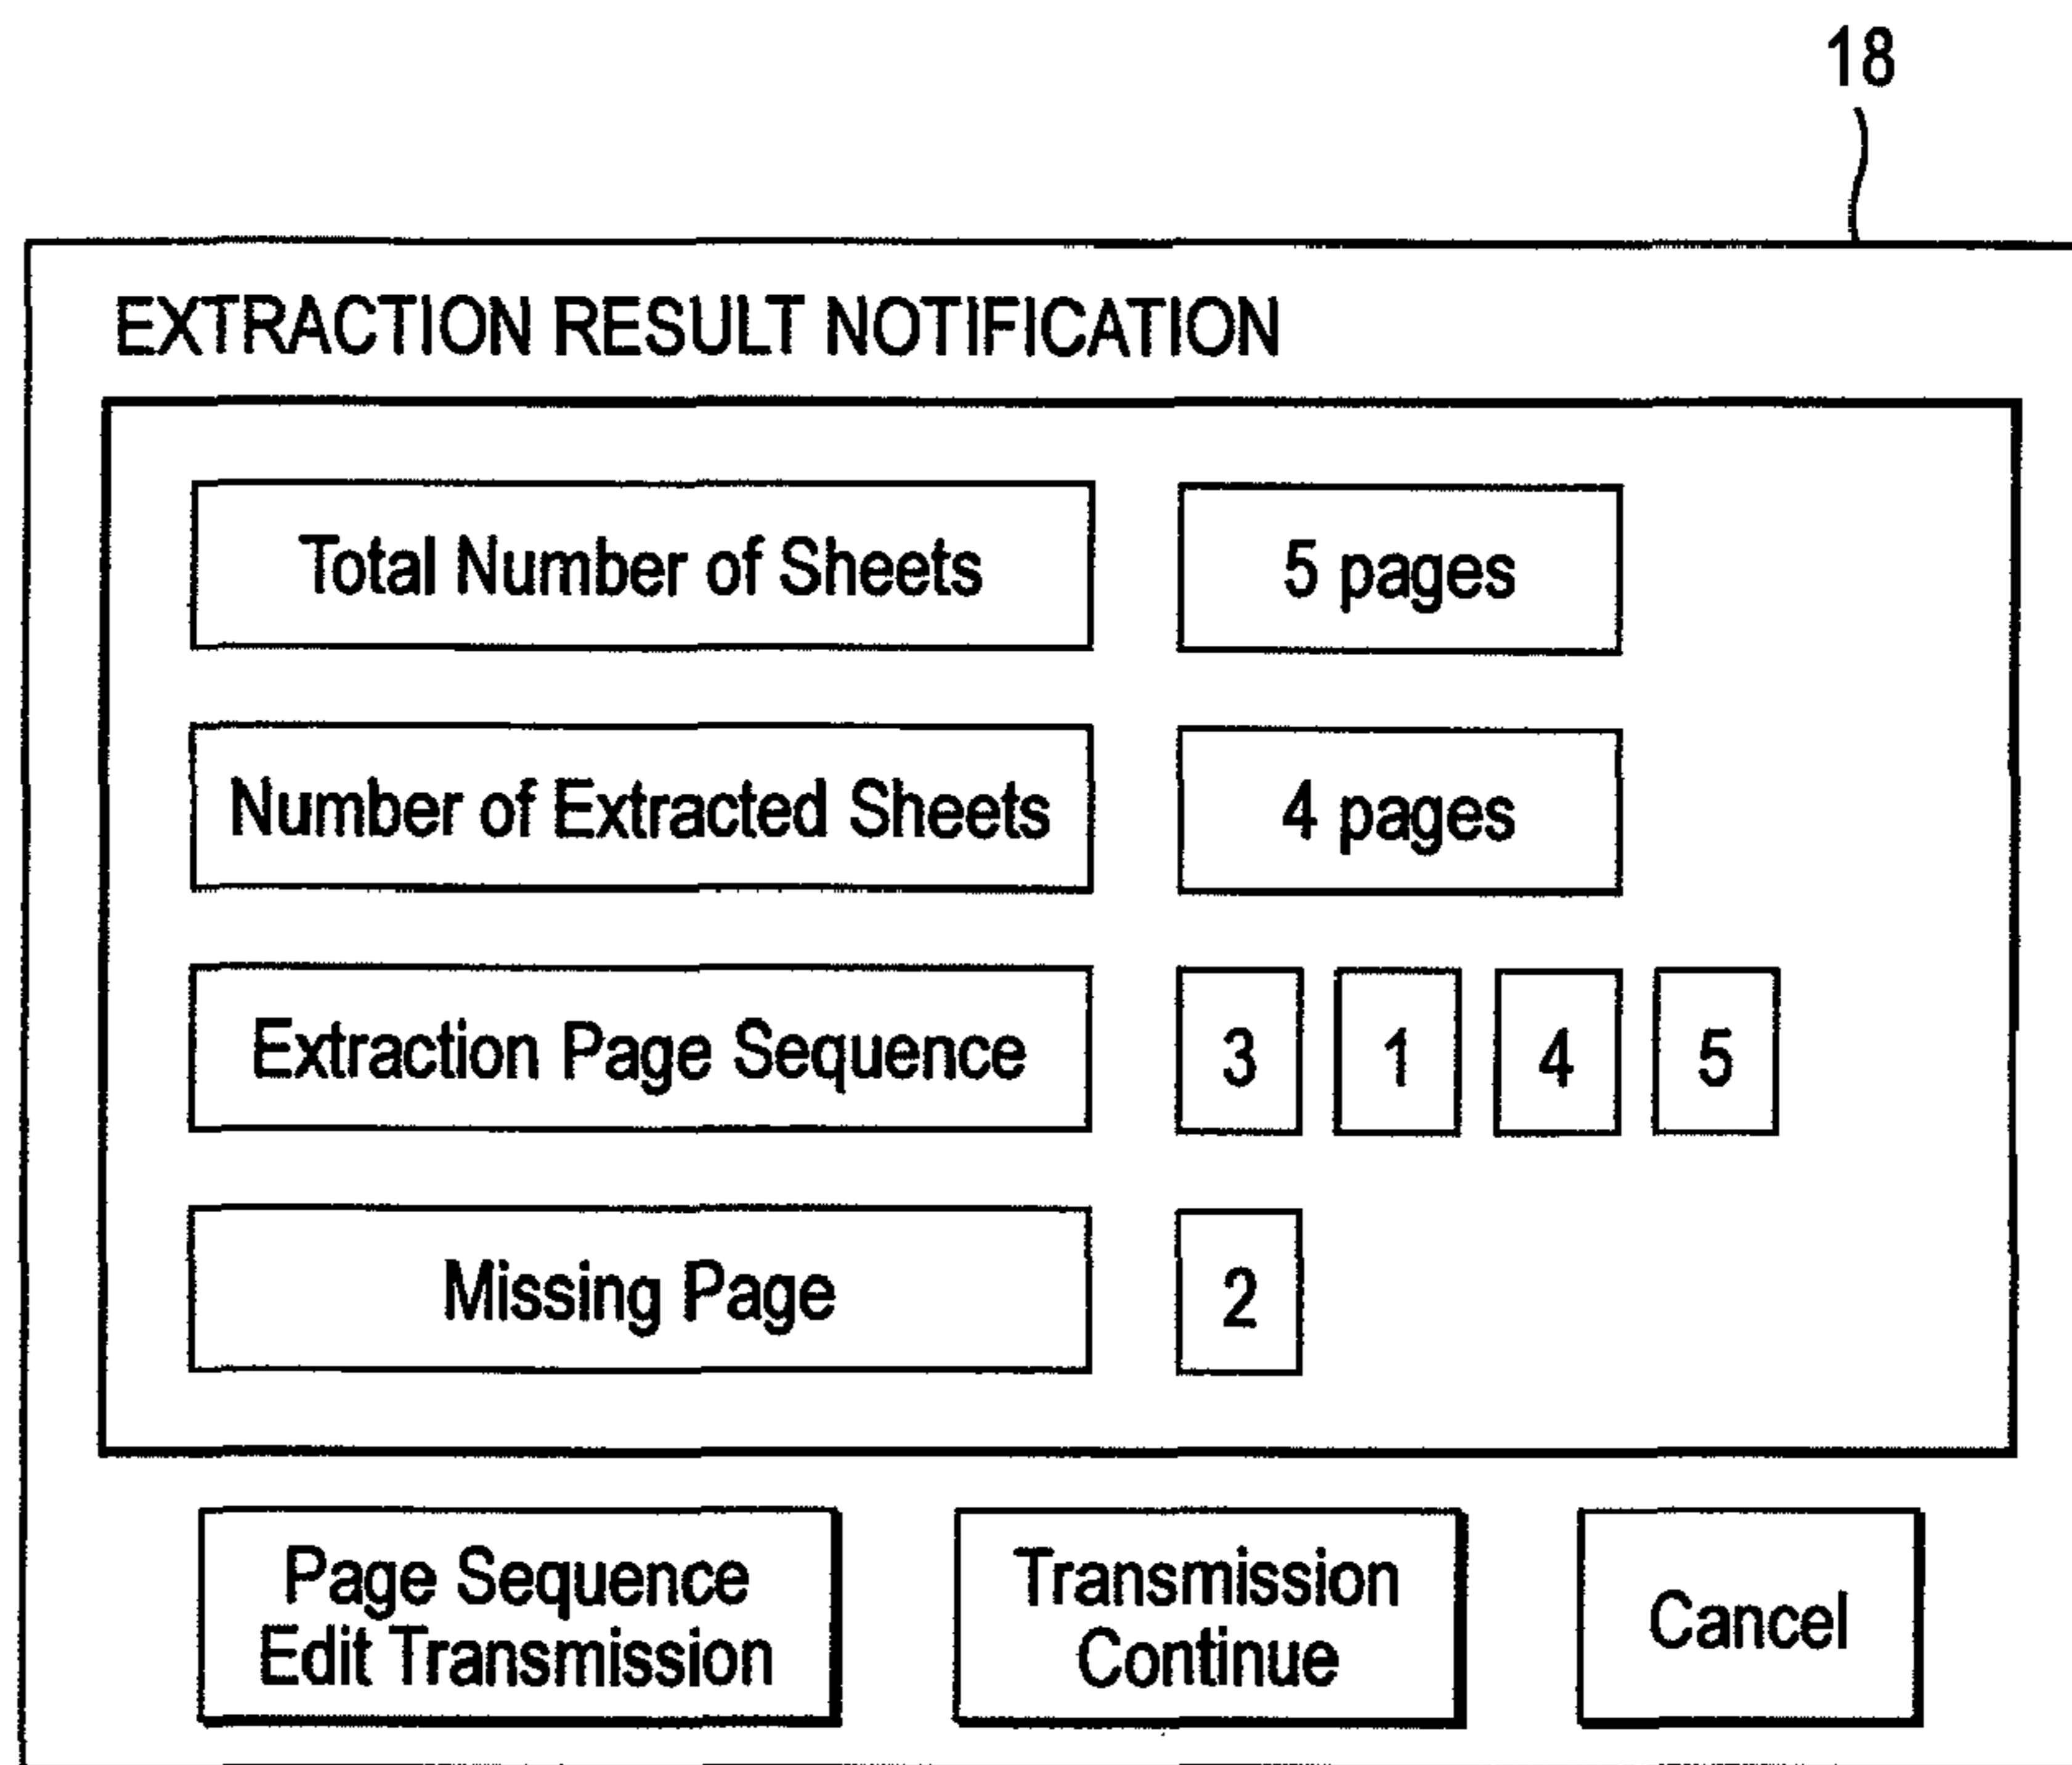 18
EXTRACTION RESULT NOTIFICATION
Total Number of Sheets 5 pages
Number of Extracted Sheets 4 pages
Extraction Page Sequence 3 1 4 5
Missing Page 2
Page Sequence
Edit Transmission
Transmission
Continue
Cancel